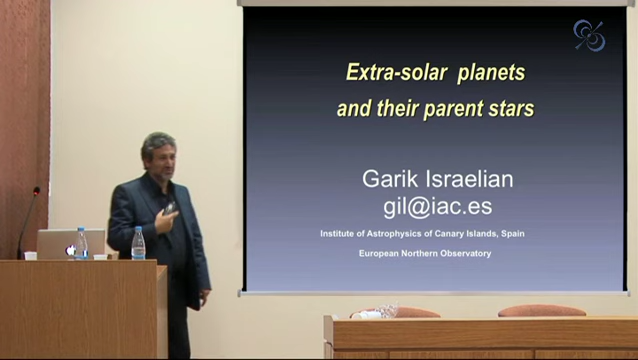 Extra-solar planets
and their parent stars
Garik Israelian
gil@iac.es
Institute of Astrophysics of Canary Islands, Spain
European Northern Observatory